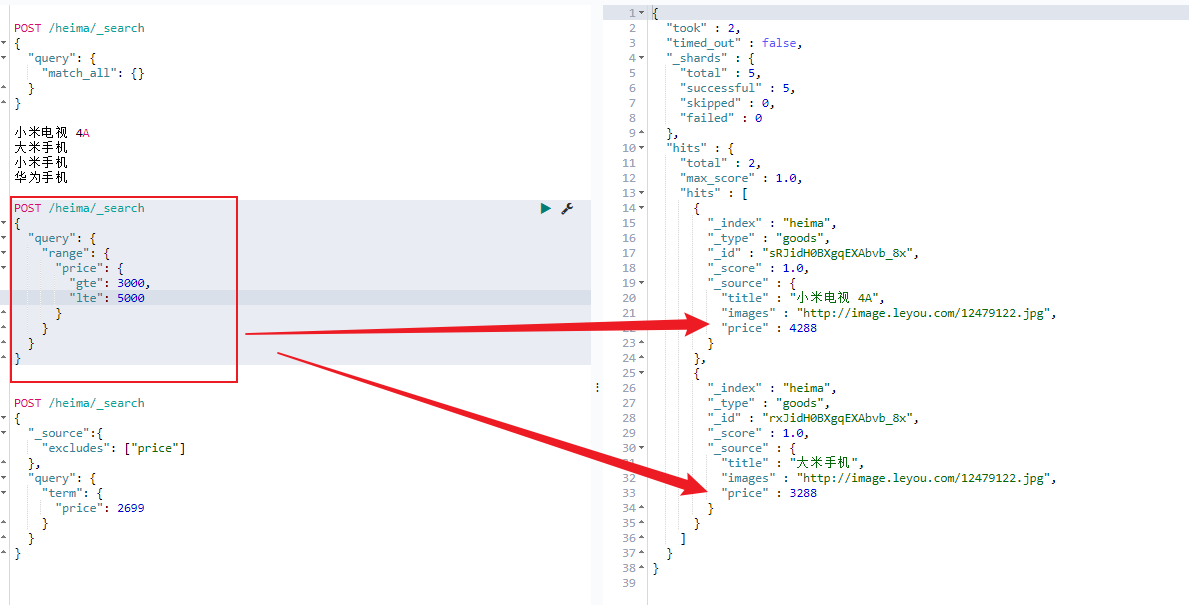 POST /heima/_search
{
  "query": {
    "match_all": {}
  }
}
小米电视 4A
大米手机
小米手机
华为手机
POST /heima/_search
{
  "query": {
    "range": {
      "price": {
        "gte": 3000,
        "lte": 5000
      }
    }
  }
}
POST /heima/_search
{
  "_source":{
    "excludes": ["price"]
  },
  "query": {
    "term": {
      "price": 2699
    }
  }
}
1 {
2   "took" : 2,
3   "timed_out" : false,
4   "_shards" : {
5     "total" : 5,
6     "successful" : 5,
7     "skipped" : 0,
8     "failed" : 0
9   },
10   "hits" : {
11     "total" : 2,
12     "max_score" : 1.0,
13     "hits" : [
14       {
15         "_index" : "heima",
16         "_type" : "goods",
17         "_id" : "sRJidH0BXgqEXAbvb_8x",
18         "_score" : 1.0,
19         "_source" : {
20           "title" : "小米电视 4A",
21           "images" : "http://image.leyou.com/12479122.jpg",
22           "price" : 4288
23         }
24       },
25       {
26         "_index" : "heima",
27         "_type" : "goods",
28         "_id" : "rxJidH0BXgqEXAbvb_8x",
29         "_score" : 1.0,
30         "_source" : {
31           "title" : "大米手机",
32           "images" : "http://image.leyou.com/12479122.jpg",
33           "price" : 3288
34         }
35       }
36     ]
37   }
38 }
39